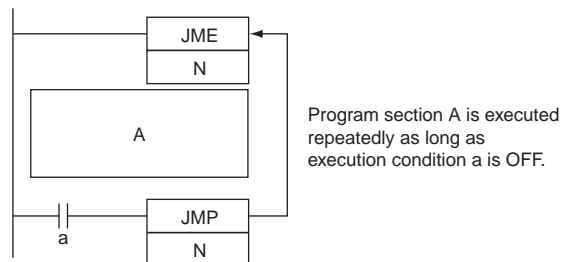 JME
N
A
Program section A is executed
repeatedly as long as
execution condition a is OFF.
a
JMP
N